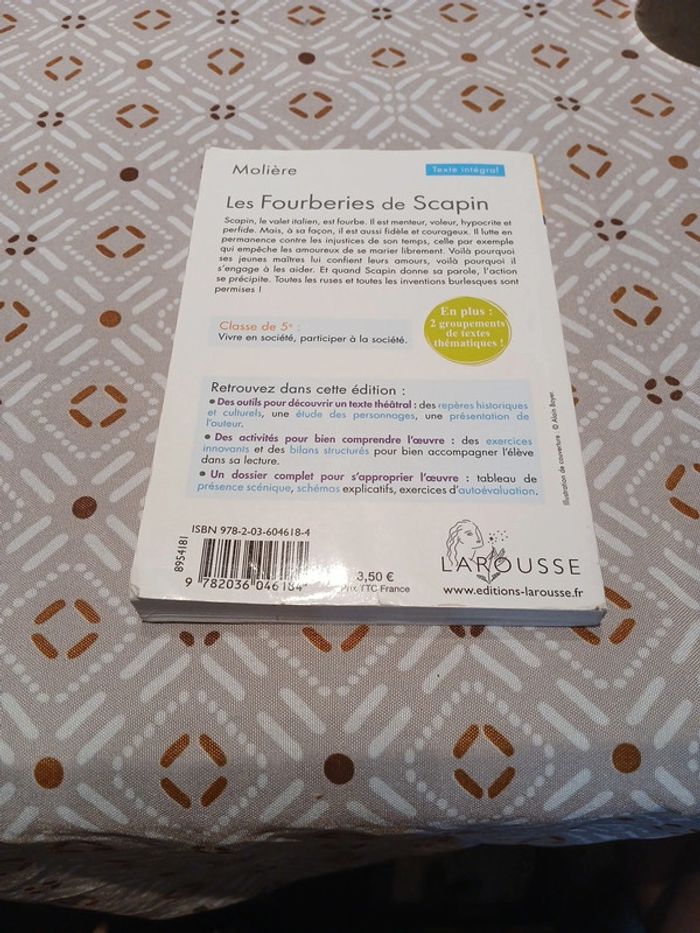 Molière
Texte intégral
Les Fourberies de Scapin
Scapin, le valet italien, est fourbe. Il est menteur, voleur, hypocrite et
perfide. Mais, à sa façon, il est aussi fidèle et courageux. Il lutte en
permanence contre les injustices de son temps, celle par exemple
qui empêche les amoureux de se marier librement. Voilà pourquoi
ses jeunes maîtres lui confient leurs amours, voilà pourquoi il
s'engage à les aider. Et quand Scapin donne sa parole, l'action
se précipite. Toutes les ruses et toutes les inventions burlesques sont
permises !
Classe de 5e :
Vivre en société, participer à la société.
En plus :
2 groupements
de textes
thématiques !
Retrouvez dans cette édition :
• Des outils pour découvrir un texte théâtral : des repères historiques
et culturels, une étude des personnages, une présentation de
l'auteur.
• Des activités pour bien comprendre l'œuvre : des exercices
innovants et des bilans structurés pour bien accompagner l'élève
dans sa lecture.
• Un dossier complet pour s'approprier l'œuvre : tableau de
présence scénique, schémas explicatifs, exercices d'autoévaluation.
Illustration de couverture : © Alain Boyer.
ISBN 978-2-03-604618-4
8954181
9 782036 046184
3,50 €
Prix TTC France
LAROUSSE
www.editions-larousse.fr